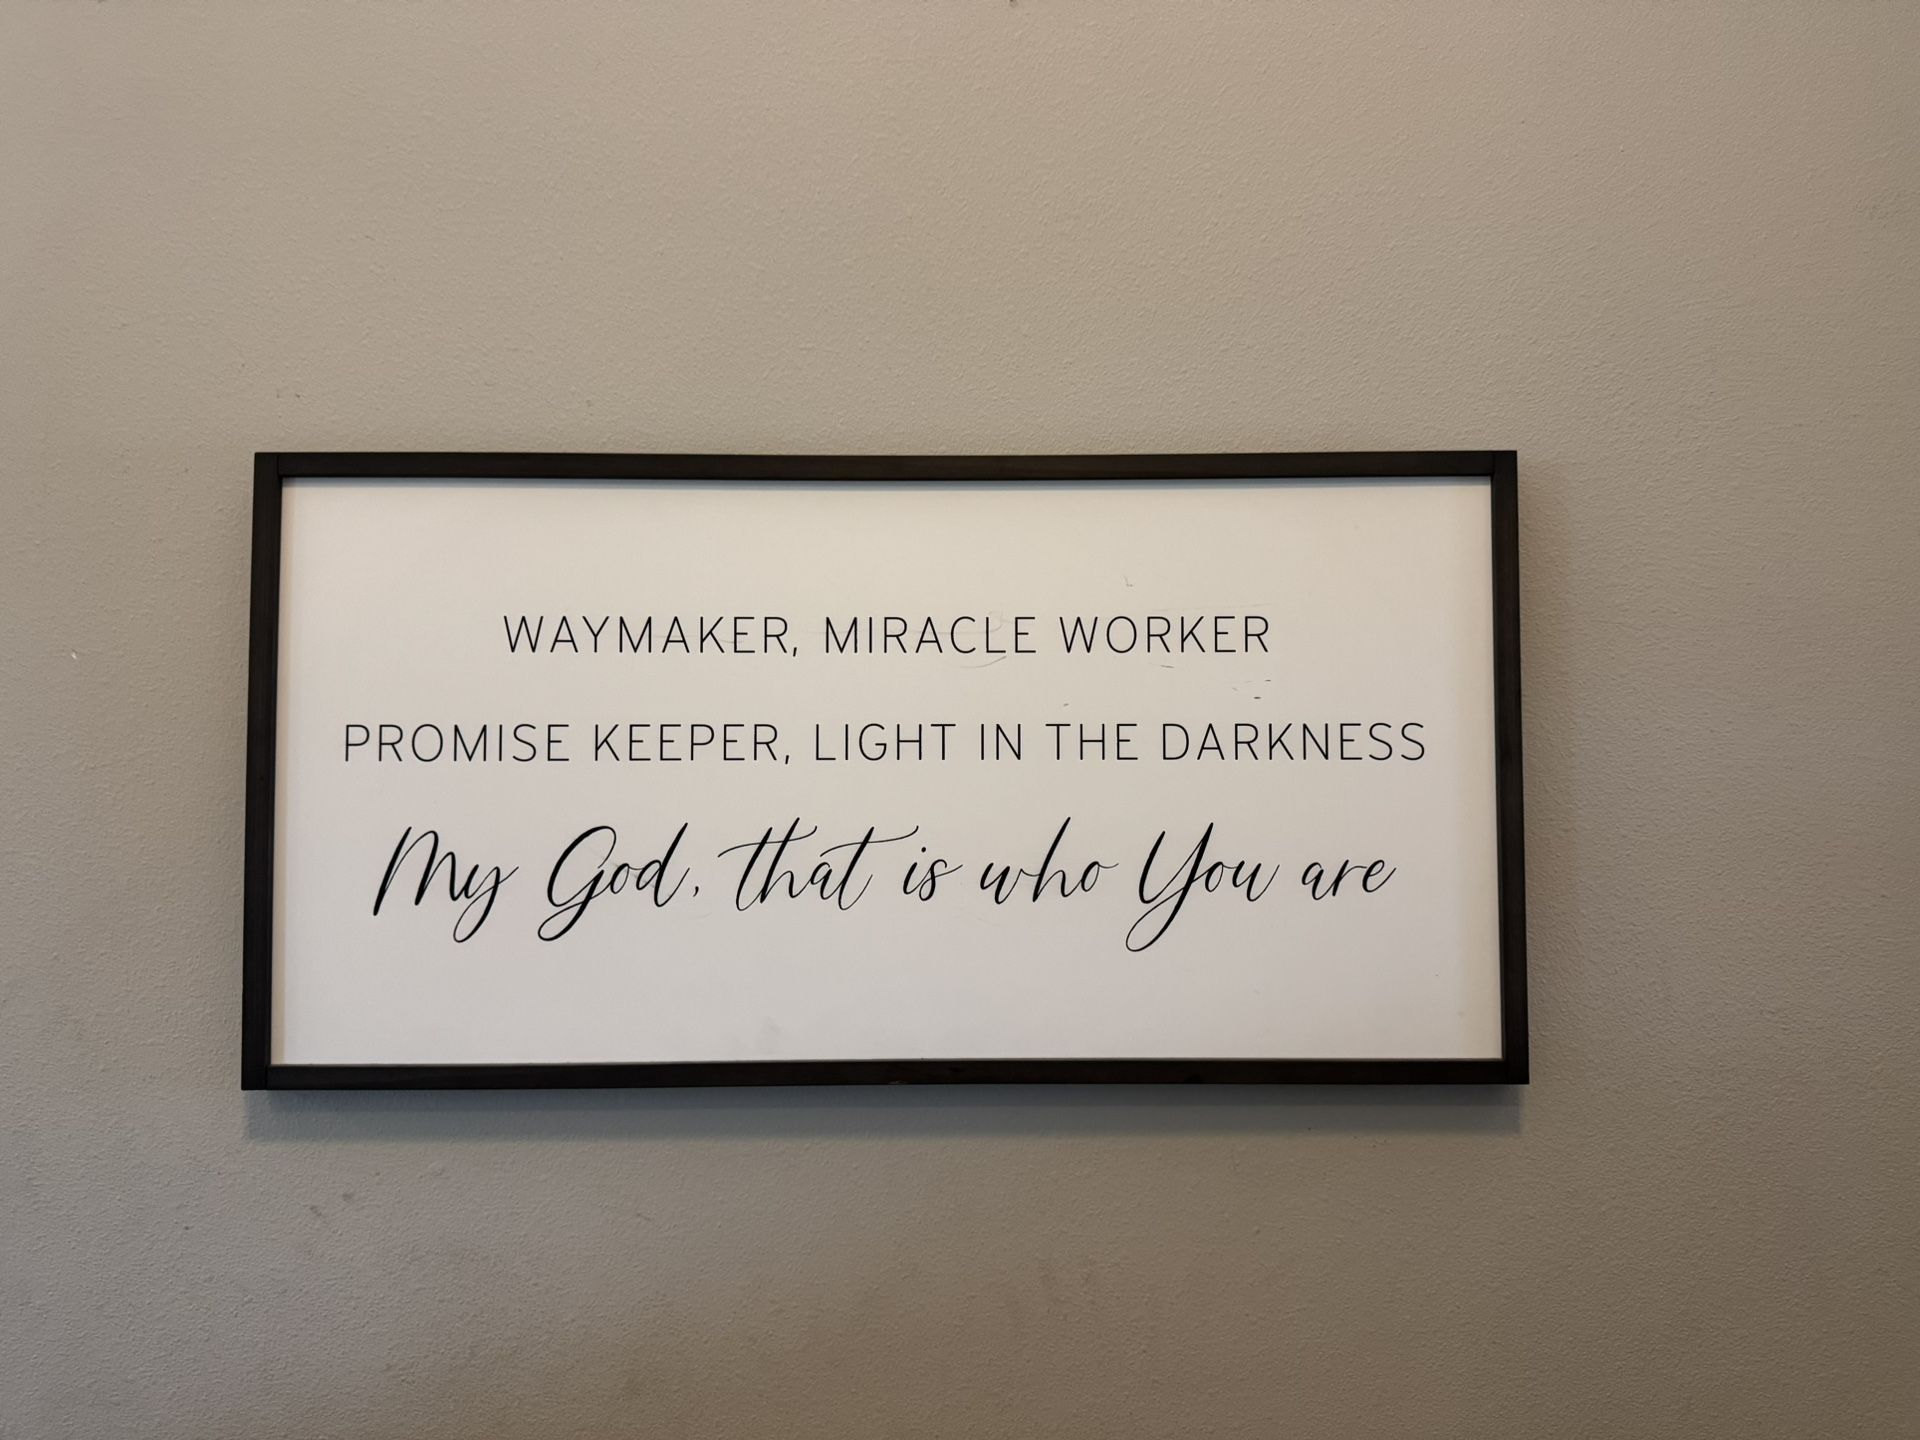 WAYMAKER, MIRACLE WORKER
PROMISE KEEPER, LIGHT IN THE DARKNESS
My God, that is who You are